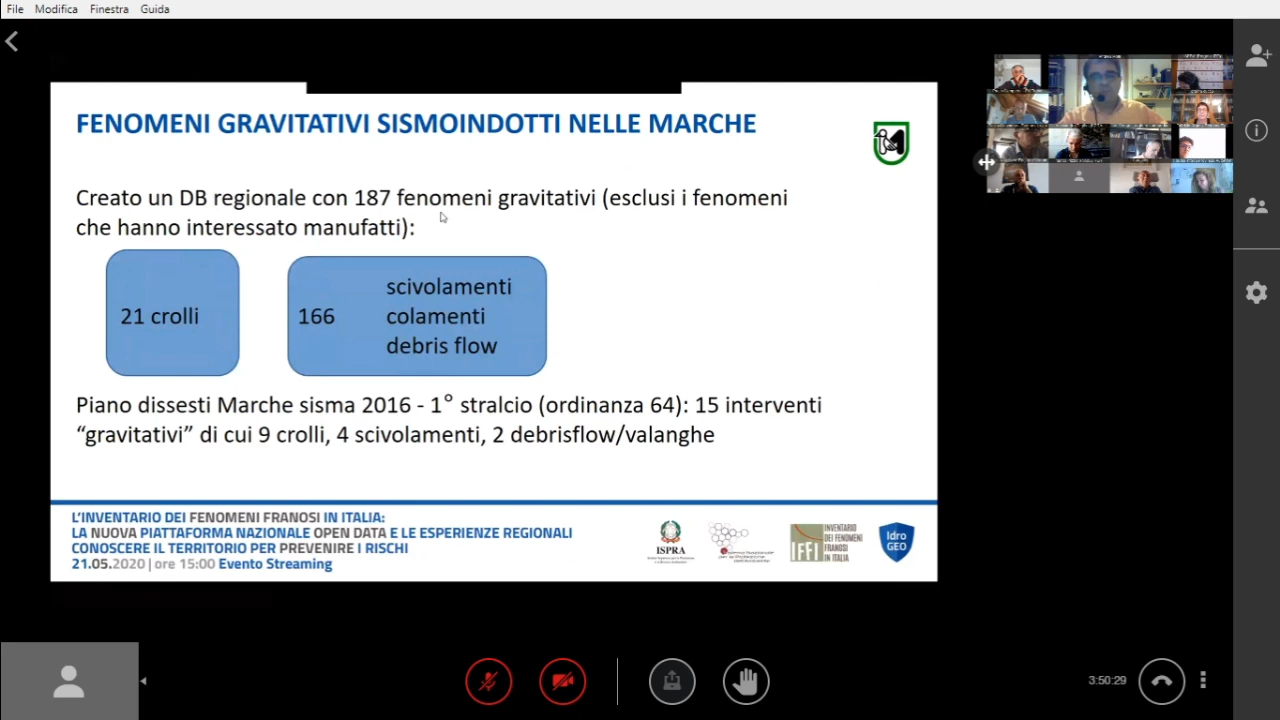 File Modifica Finestra Guida
FENOMENI GRAVITATIVI SISMOINDOTTI NELLE MARCHE
Creato un DB regionale con 187 fenomeni gravitativi (esclusi i fenomeni
che hanno interessato manufatti):
21 crolli
166
scivolamenti
colamenti
debris flow
Piano dissesti Marche sisma 2016 - 1° stralcio (ordinanza 64): 15 interventi
“gravitativi” di cui 9 crolli, 4 scivolamenti, 2 debrisflow/valanghe
L'INVENTARIO DEI FENOMENI FRANOSI IN ITALIA:
LA NUOVA PIATTAFORMA NAZIONALE OPEN DATA E LE ESPERIENZE REGIONALI
CONOSCERE IL TERRITORIO PER PREVENIRE I RISCHI
21.05.2020 | ore 15:00 Evento Streaming
ISPRA
IFFI
INVENTARIO
DEI FENOMENI
FRANOSI
IN ITALIA
Idro
GEO
3:50:29